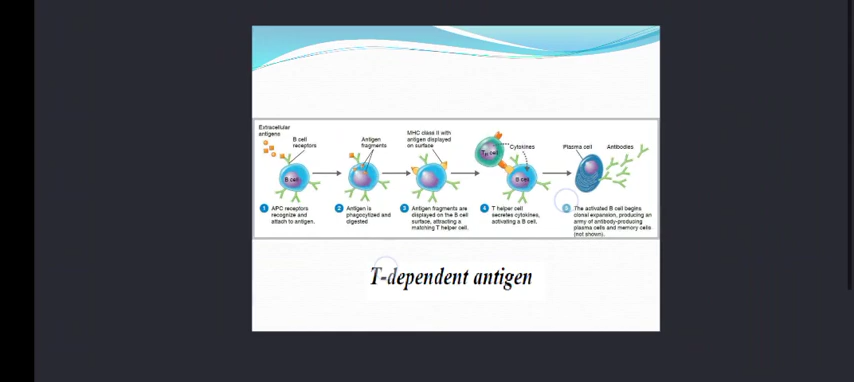 Extracellular
antigens
B cell
receptors
B cell
Antigen
fragments
MHC class II with
antigen displayed
on surface
TH cell
Cytokines
B cell
Plasma cell
Antibodies
1 APC receptors
recognize and
attach to antigen.
2 Antigen is
phagocytized and
digested
3 Antigen fragments are
displayed on the B cell
surface, attracting a
matching T helper cell.
4 T helper cell
secretes cytokines,
activating a B cell.
5 The activated B cell begins
clonal expansion, producing an
army of antibody-producing
plasma cells and memory cells
(not shown).
T-dependent antigen